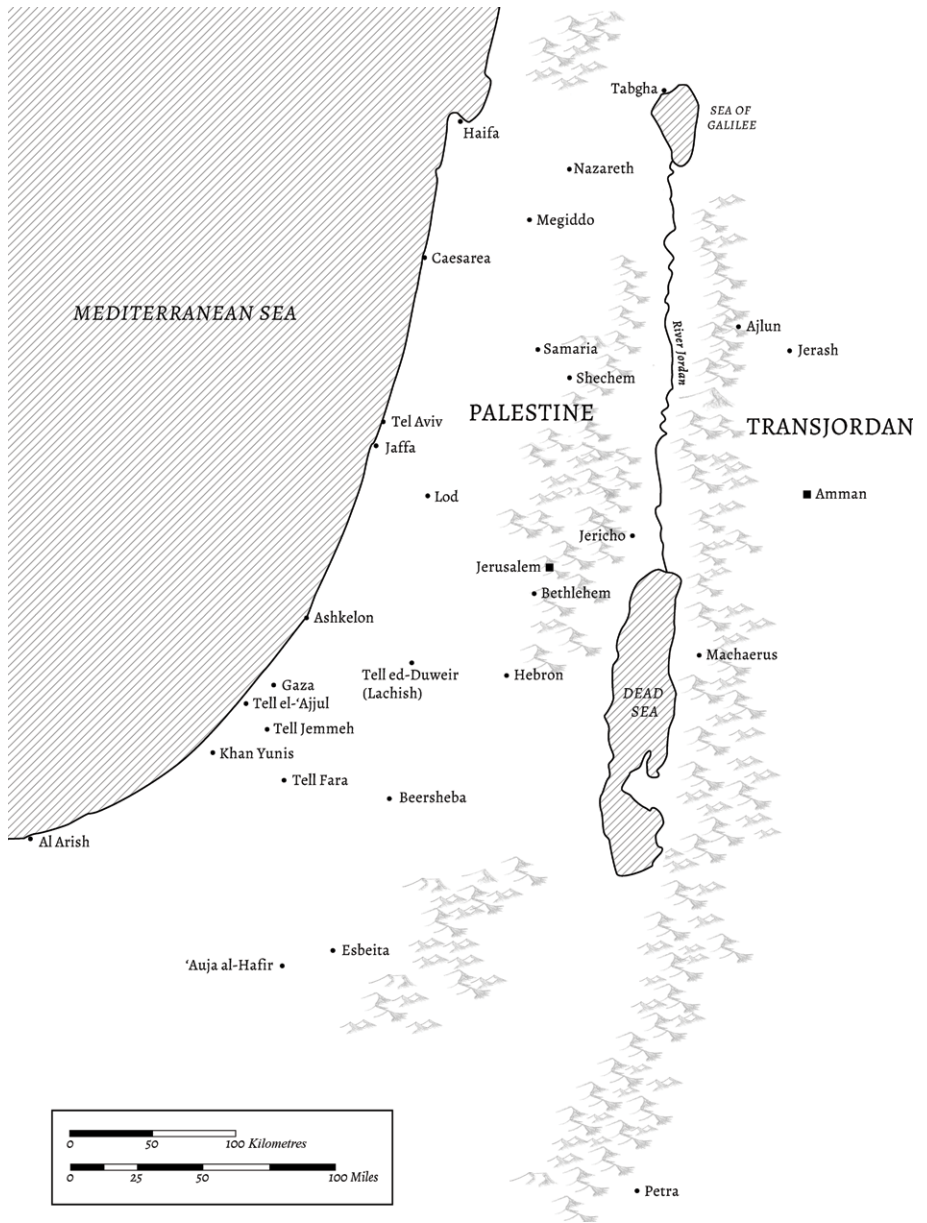 Tabgha
SEA OF
GALILEE
Haifa
Nazareth
Megiddo
Caesarea
MEDITERRANEAN SEA
River Jordan
Ajlun
Samaria
Jerash
Shechem
PALESTINE
Tel Aviv
TRANSJORDAN
Jaffa
Lod
Amman
Jericho
Jerusalem
Bethlehem
Ashkelon
Machaerus
Tell ed-Duweir
(Lachish)
Hebron
Gaza
DEAD
SEA
Tell el-‘Ajjul
Tell Jemmeh
Khan Yunis
Tell Fara
Beersheba
Al Arish
Esbeita
‘Auja al-Hafir
0 50 100 Kilometres
0 25 50 100 Miles
Petra